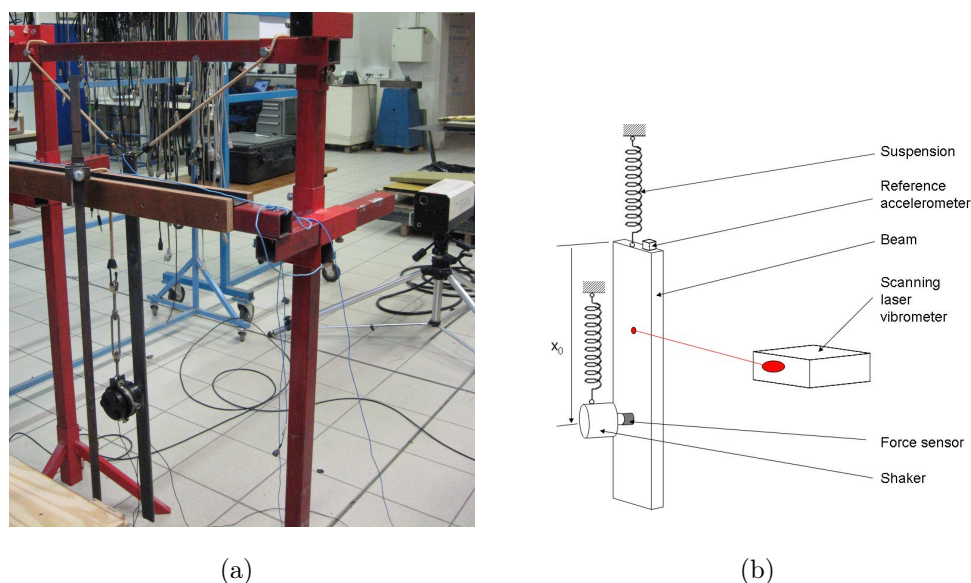 Suspension
Reference
accelerometer
Beam
Scanning
laser
vibrometer
x0
Force sensor
Shaker
(a)
(b)